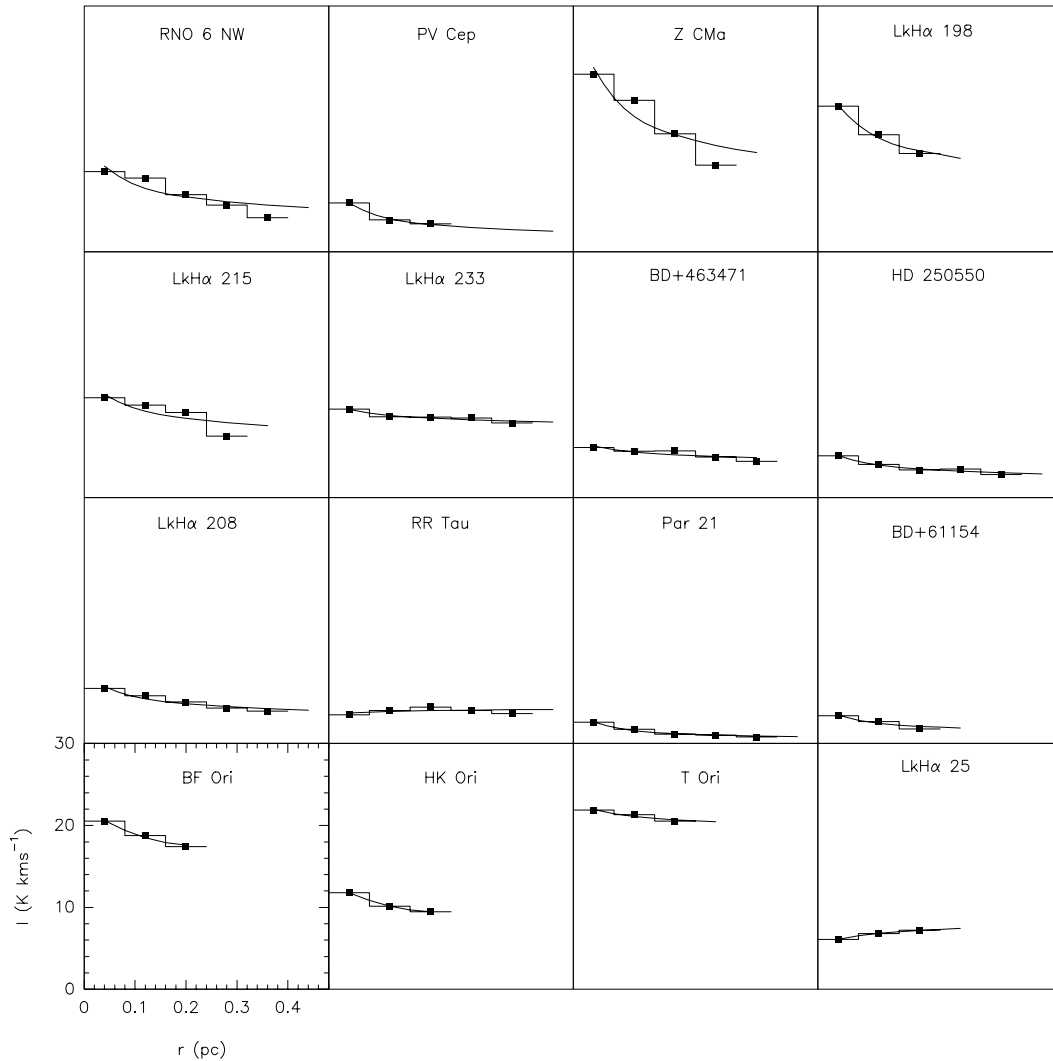 RNO 6 NW
PV Cep
Z CMa
LkHα 198
LkHα 215
LkHα 233
BD+463471
HD 250550
LkHα 208
RR Tau
Par 21
BD+61154
BF Ori
HK Ori
T Ori
LkHα 25
30
20
10
0
I (K kms⁻¹)
0 0.1 0.2 0.3 0.4
r (pc)